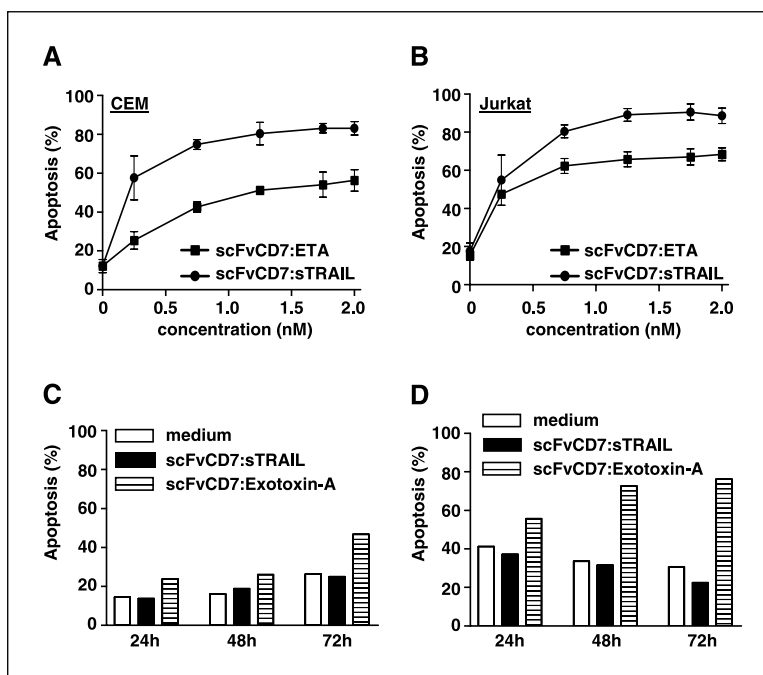 A
CEM
Apoptosis (%)
100
80
60
40
20
0
scFvCD7:ETA
scFvCD7:sTRAIL
0 0.5 1.0 1.5 2.0
concentration (nM)
B
Jurkat
Apoptosis (%)
100
80
60
40
20
0
scFvCD7:ETA
scFvCD7:sTRAIL
0 0.5 1.0 1.5 2.0
concentration (nM)
C
medium
scFvCD7:sTRAIL
scFvCD7:Exotoxin-A
Apoptosis (%)
100
80
60
40
20
0
24h 48h 72h
D
medium
scFvCD7:sTRAIL
scFvCD7:Exotoxin-A
Apoptosis (%)
100
80
60
40
20
0
24h 48h 72h